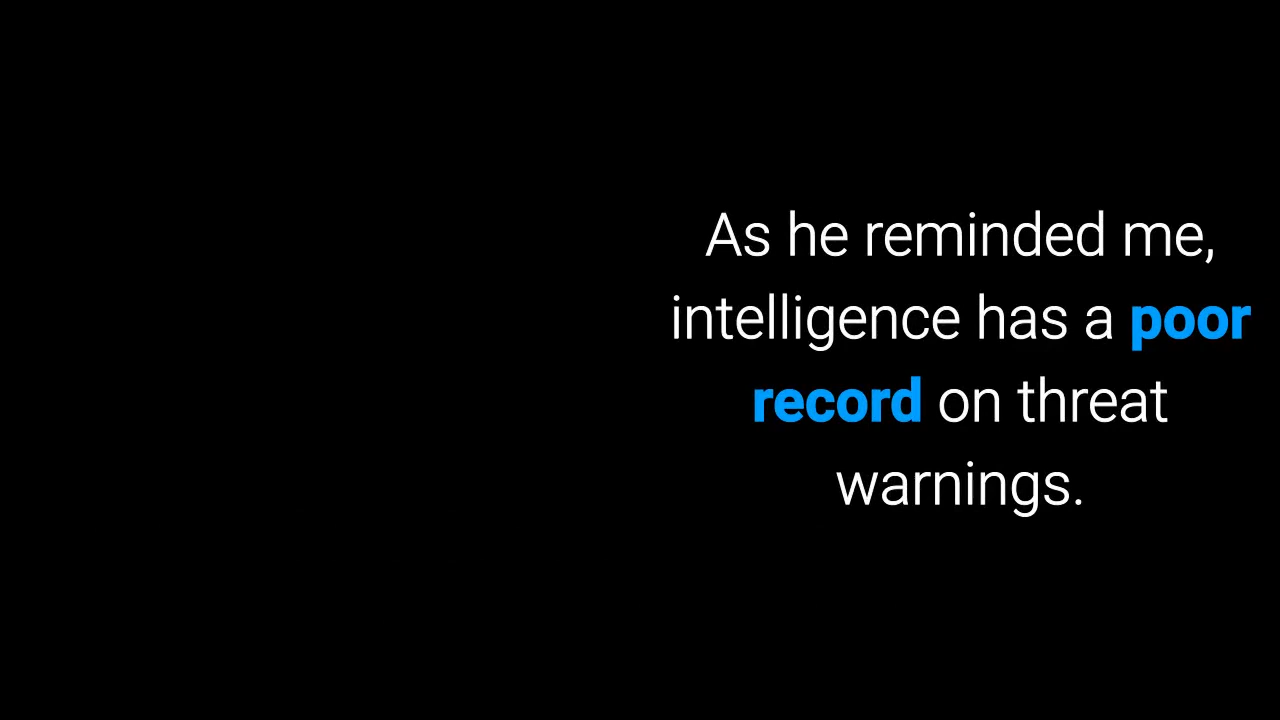 As he reminded me,
intelligence has a poor
record on threat
warnings.